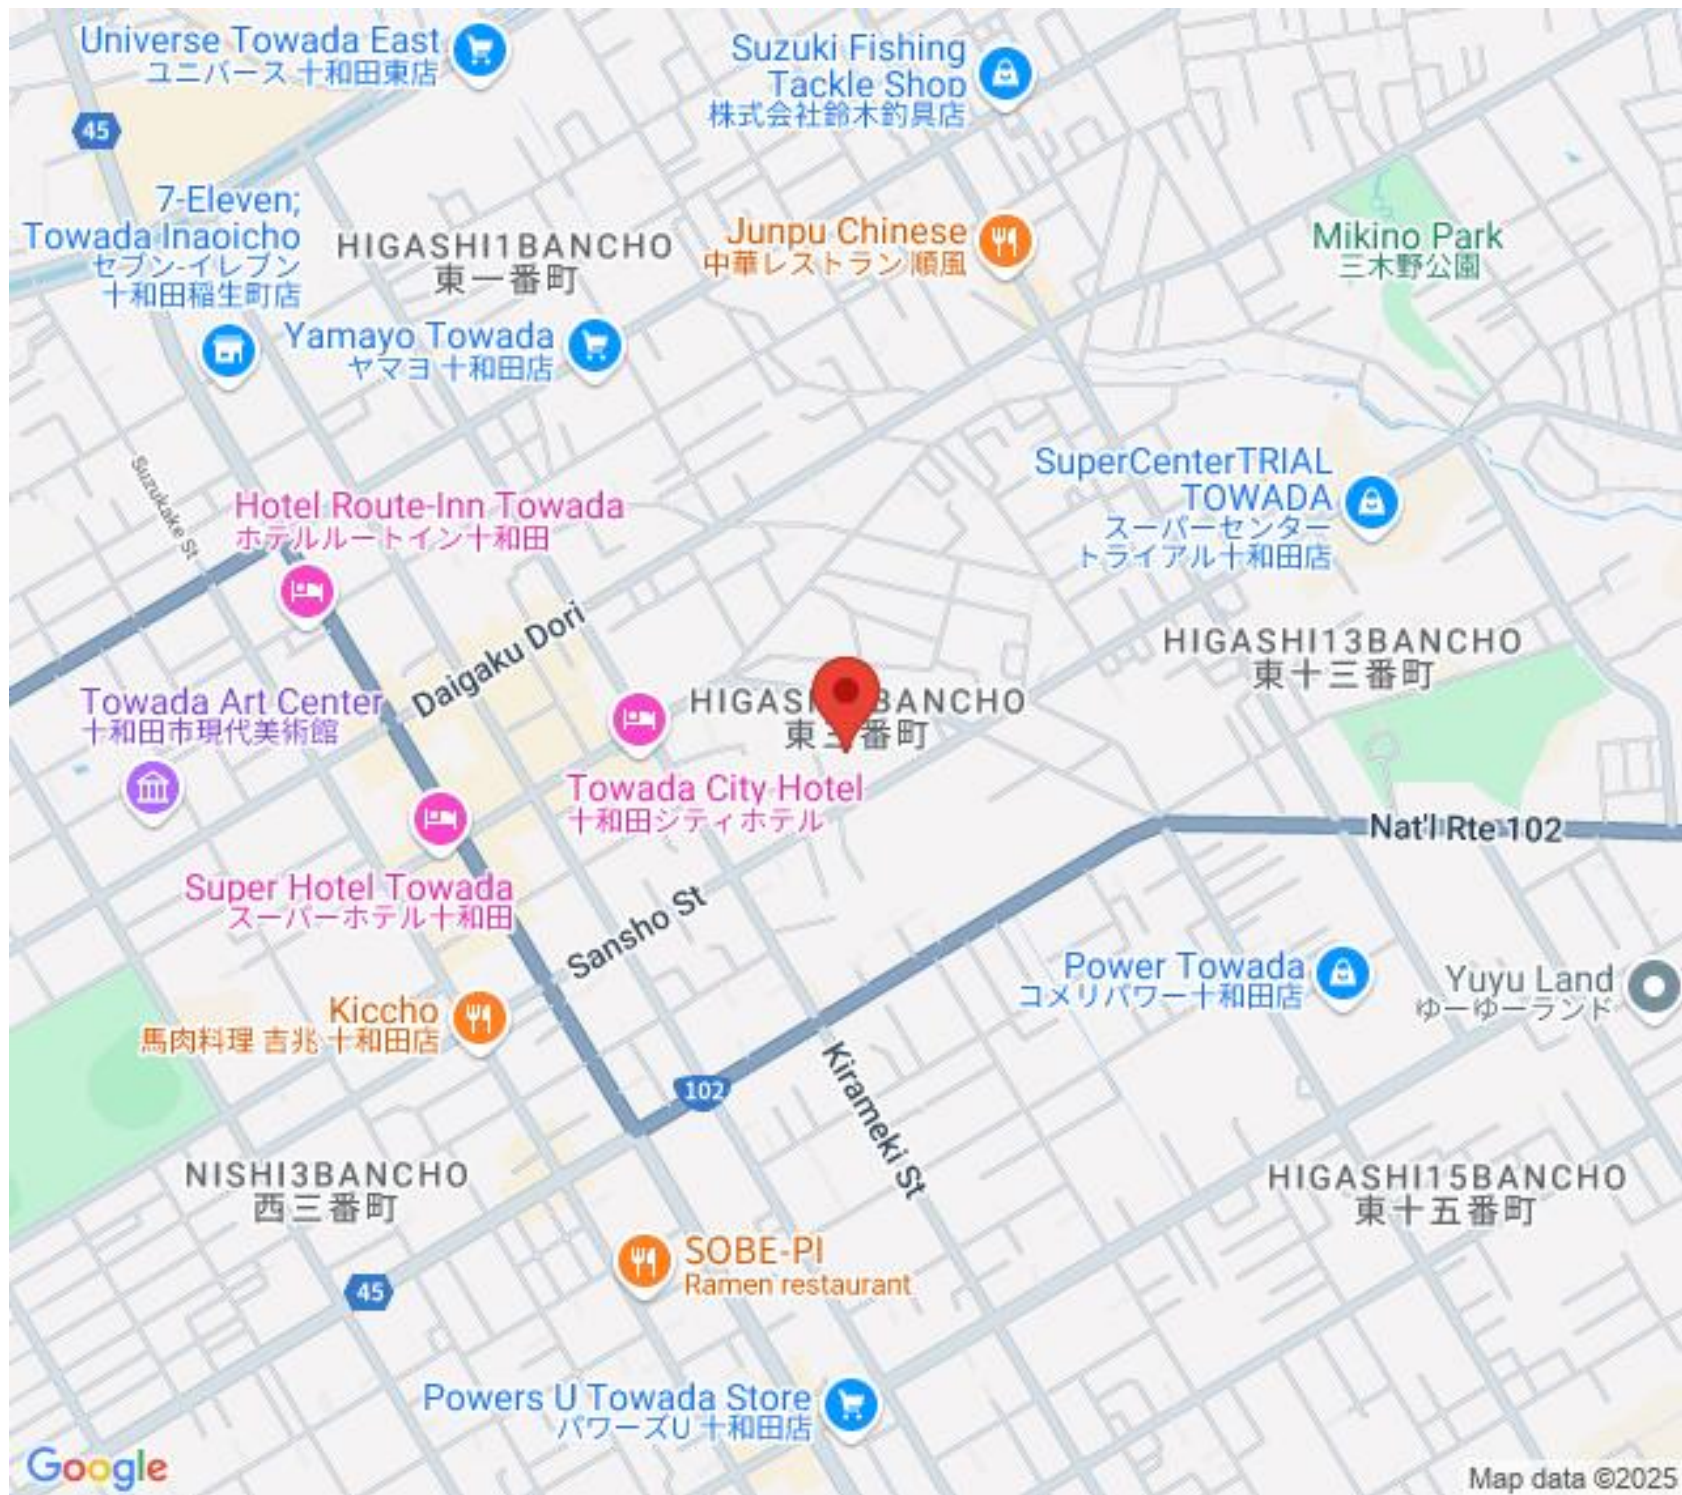 Universe Towada East
ユニバース 十和田東店
Suzuki Fishing
Tackle Shop
株式会社鈴木釣具店
45
7-Eleven;
Towada Inaoicho
セブン-イレブン
十和田稲生町店
HIGASHI1BANCHO
東一番町
Junpu Chinese
中華レストラン 順風
Mikino Park
三木野公園
Yamayo Towada
ヤマヨ 十和田店
Suzukake St
Hotel Route-Inn Towada
ホテルルートイン十和田
SuperCenterTRIAL
TOWADA
スーパーセンター
トライアル十和田店
Daigaku Dori
HIGASHI13BANCHO
東十三番町
Towada Art Center
十和田市現代美術館
BANCHO
番町
Towada City Hotel
十和田シティホテル
Nat'l Rte 102
Super Hotel Towada
スーパーホテル十和田
Sansho St
Power Towada
コメリパワー十和田店
Yuyu Land
ゆーゆーランド
Kiccho
馬肉料理 吉兆 十和田店
102
Kirameki St
NISHI3BANCHO
西三番町
HIGASHI15BANCHO
東十五番町
SOBE-PI
Ramen restaurant
45
Powers U Towada Store
パワーズU 十和田店
Google
Map data ©2025